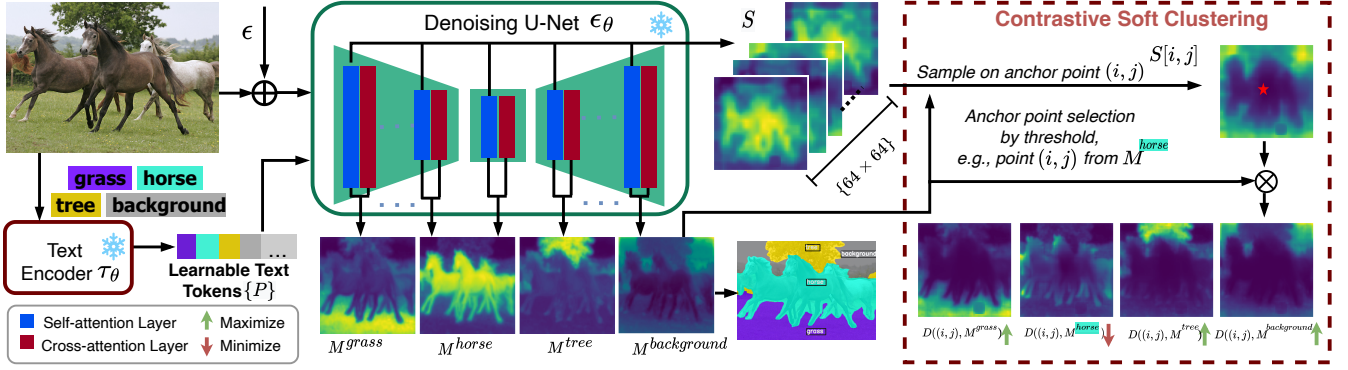 ϵ
Denoising U-Net ϵθ
S
{64 × 64}
Contrastive Soft Clustering
Sample on anchor point (i, j)
S[i, j]
Anchor point selection
by threshold,
e.g., point (i, j) from M^horse
grass horse
tree background
Text
Encoder τθ
...
Learnable Text
Tokens {P}
Self-attention Layer
Cross-attention Layer
Maximize
Minimize
M^grass M^horse M^tree M^background
tree
background
horse
grass
D((i, j), M^grass) D((i, j), M^horse) D((i, j), M^tree) D((i, j), M^background)